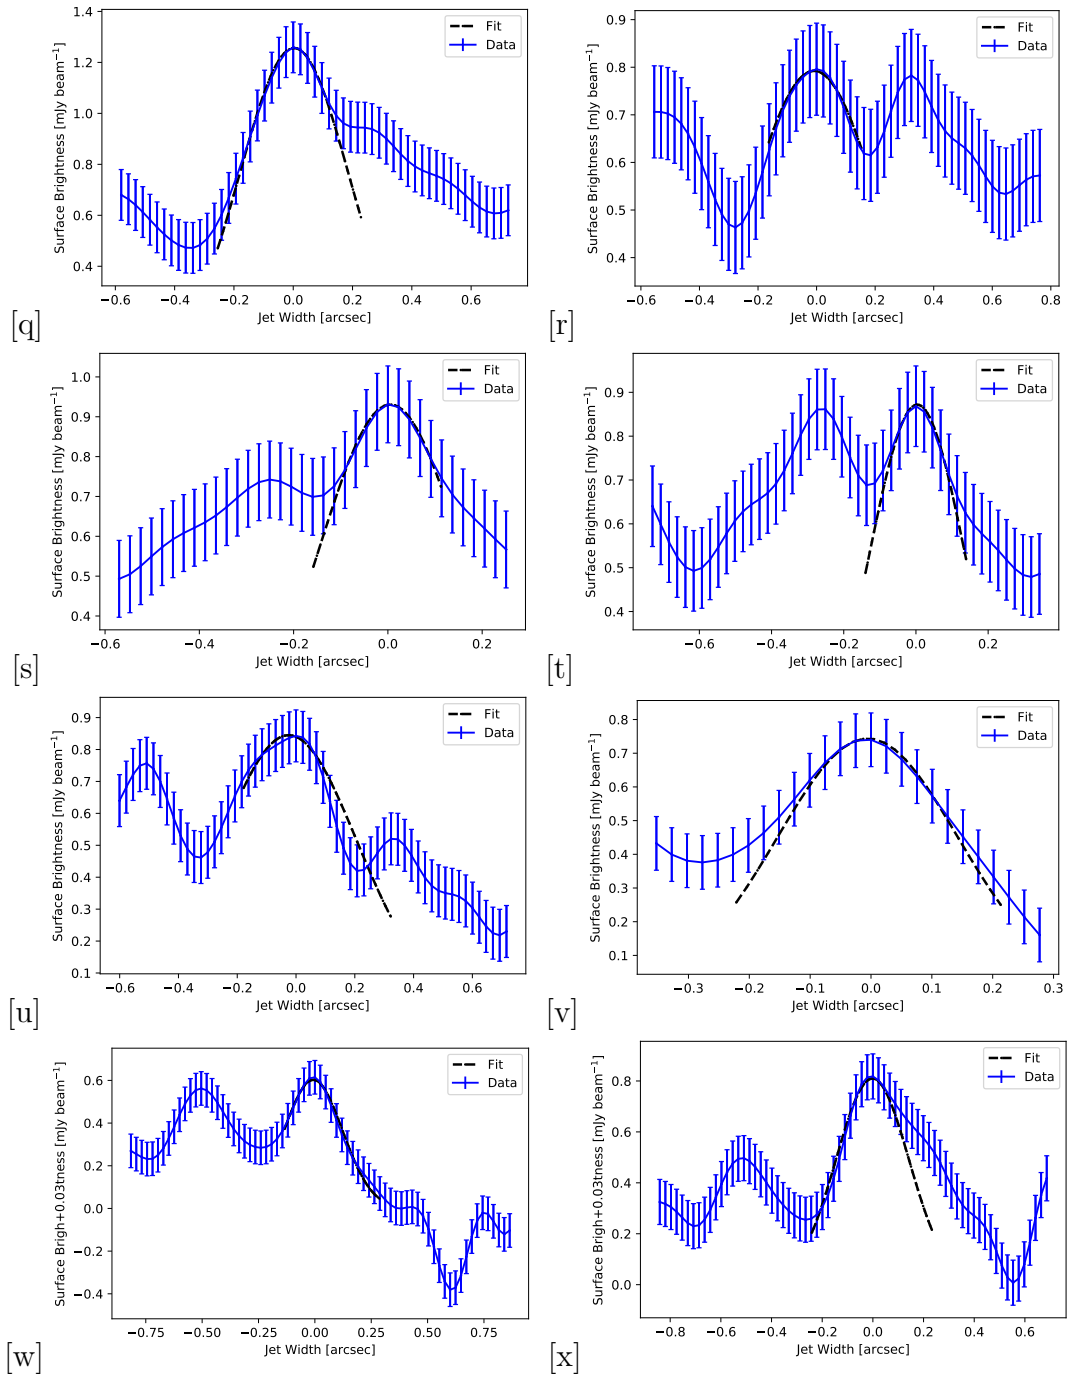 Surface Brightness [mJy beam⁻¹]
1.4
1.2
1.0
0.8
0.6
0.4
Fit
Data
−0.6 −0.4 −0.2 0.0 0.2 0.4 0.6
Jet Width [arcsec]
[q]
Surface Brightness [mJy beam⁻¹]
0.9
0.8
0.7
0.6
0.5
0.4
Fit
Data
−0.6 −0.4 −0.2 0.0 0.2 0.4 0.6 0.8
Jet Width [arcsec]
[r]
Surface Brightness [mJy beam⁻¹]
1.0
0.9
0.8
0.7
0.6
0.5
0.4
Fit
Data
−0.6 −0.4 −0.2 0.0 0.2
Jet Width [arcsec]
[s]
Surface Brightness [mJy beam⁻¹]
0.9
0.8
0.7
0.6
0.5
0.4
Fit
Data
−0.6 −0.4 −0.2 0.0 0.2
Jet Width [arcsec]
[t]
Surface Brightness [mJy beam⁻¹]
0.9
0.8
0.7
0.6
0.5
0.4
0.3
0.2
0.1
Fit
Data
−0.6 −0.4 −0.2 0.0 0.2 0.4 0.6
Jet Width [arcsec]
[u]
Surface Brightness [mJy beam⁻¹]
0.8
0.7
0.6
0.5
0.4
0.3
0.2
0.1
Fit
Data
−0.3 −0.2 −0.1 0.0 0.1 0.2 0.3
Jet Width [arcsec]
[v]
Surface Brigh+0.03tness [mJy beam⁻¹]
0.6
0.4
0.2
0.0
−0.2
−0.4
Fit
Data
−0.75 −0.50 −0.25 0.00 0.25 0.50 0.75
Jet Width [arcsec]
[w]
Surface Brigh+0.03tness [mJy beam⁻¹]
0.8
0.6
0.4
0.2
0.0
Fit
Data
−0.8 −0.6 −0.4 −0.2 0.0 0.2 0.4 0.6
Jet Width [arcsec]
[x]